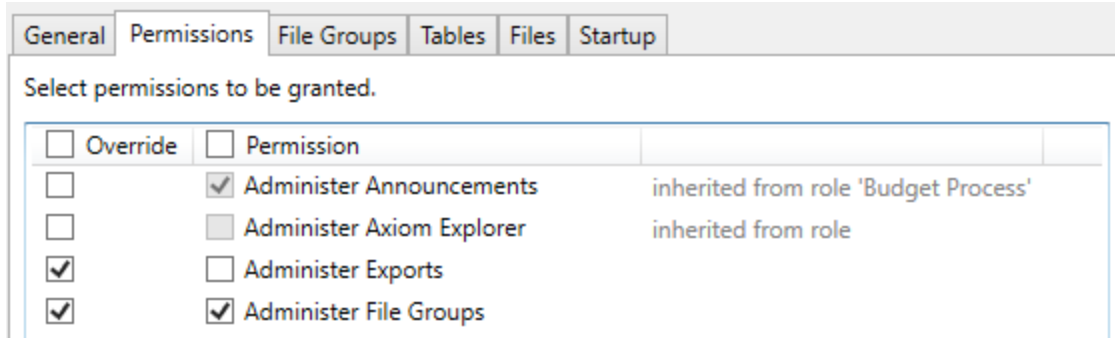 General Permissions File Groups Tables Files Startup
Select permissions to be granted.
Override Permission
Administer Announcements inherited from role 'Budget Process'
Administer Axiom Explorer inherited from role
Administer Exports
Administer File Groups